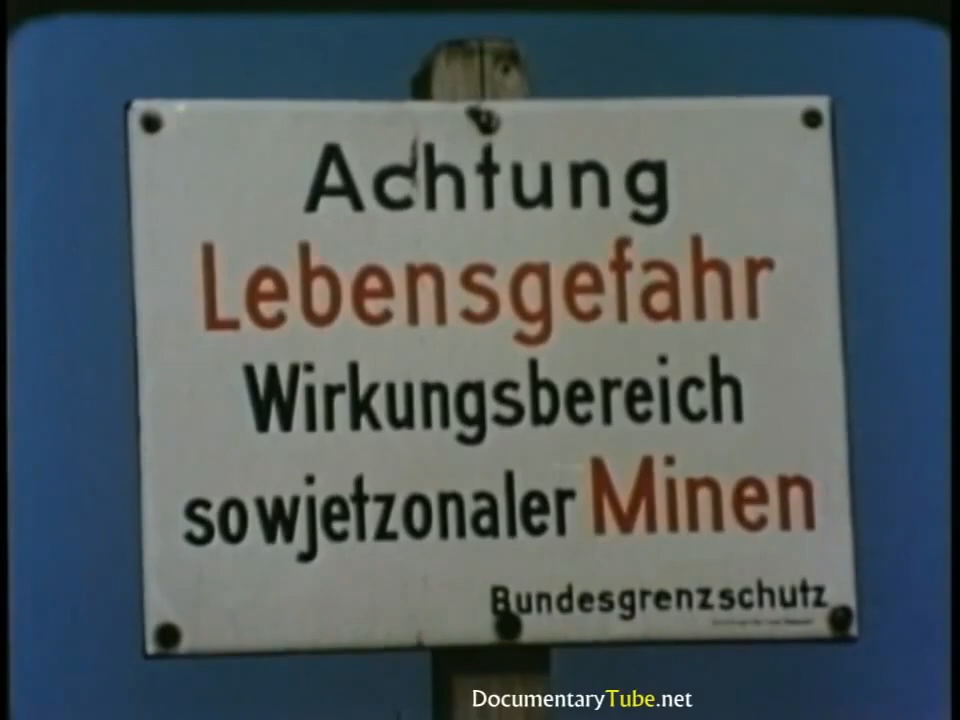 Achtung
Lebensgefahr
Wirkungsbereich
sowjetzonaler Minen
Bundesgrenzschutz
DocumentaryTube.net